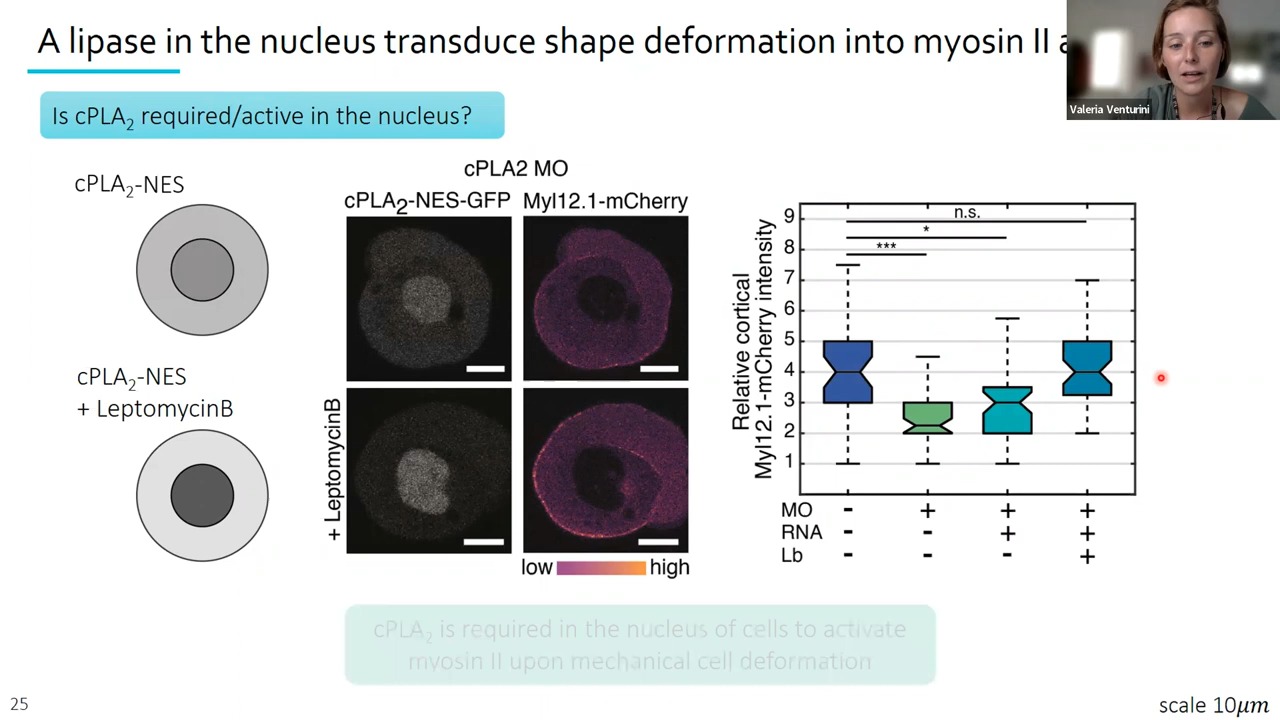 A lipase in the nucleus transduce shape deformation into myosin II a
Valeria Venturini
Is cPLA₂ required/active in the nucleus?
cPLA₂-NES
cPLA₂-NES
+ LeptomycinB
cPLA2 MO
cPLA₂-NES-GFP Myl12.1-mCherry
+ LeptomycinB
low high
Relative cortical
Myl12.1-mCherry intensity
9
8
7
6
5
4
3
2
1
n.s.
*
***
MO - + + +
RNA - - + +
Lb - - - +
cPLA₂ is required in the nucleus of cells to activate
myosin II upon mechanical cell deformation
25
scale 10μm